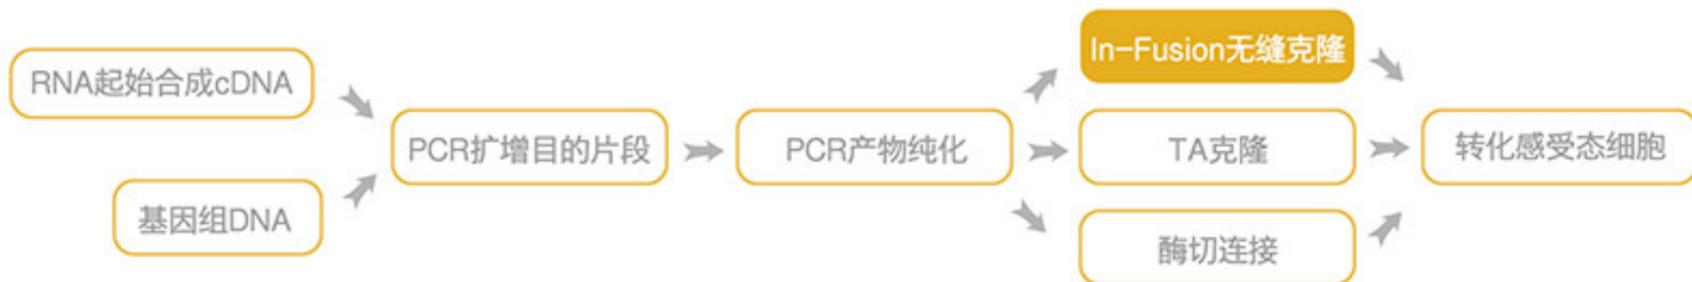 RNA起始合成cDNA
基因组DNA
PCR扩增目的片段
PCR产物纯化
In-Fusion无缝克隆
TA克隆
酶切连接
转化感受态细胞